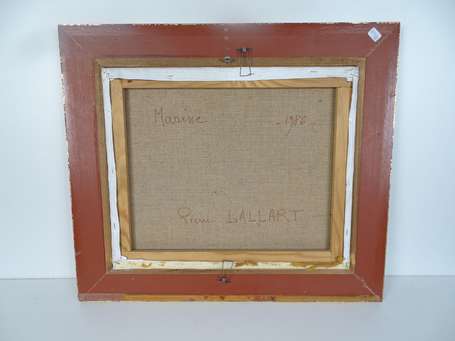 Marine - 1986 -
Pierre LALLART